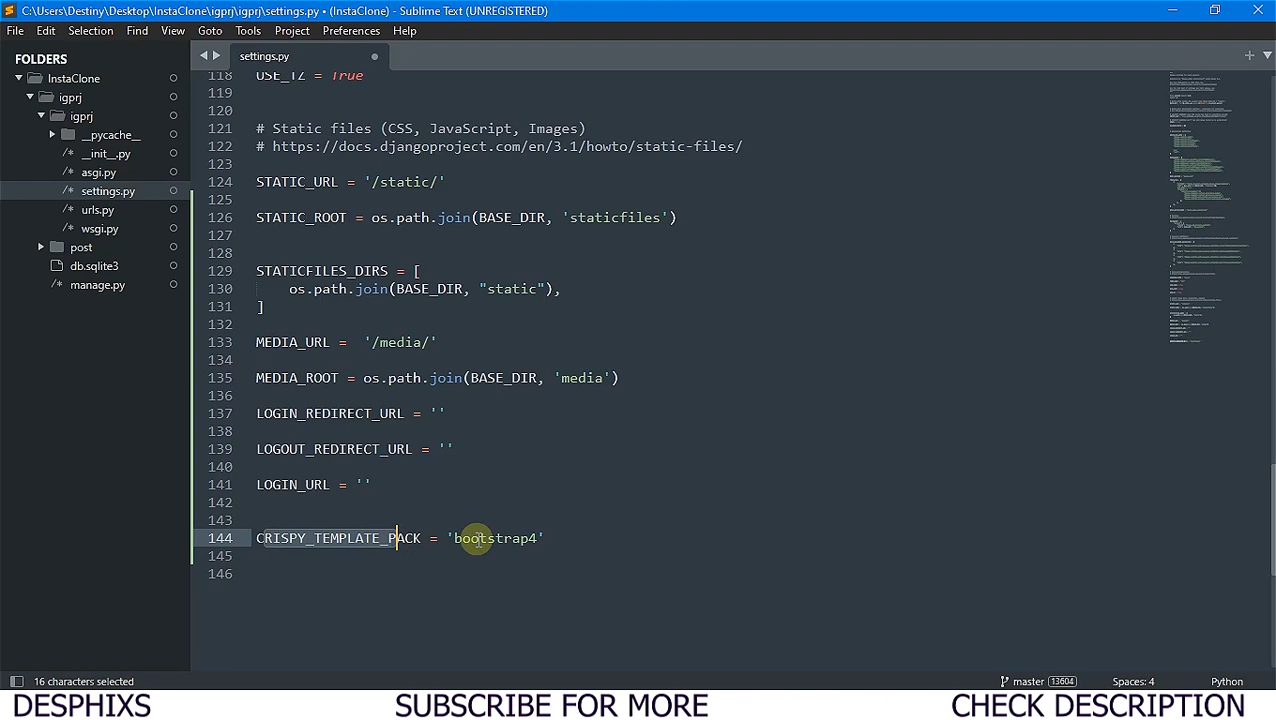 C:\Users\Destiny\Desktop\InstaClone\igprj\igprj\settings.py • (InstaClone) - Sublime Text (UNREGISTERED)
File Edit Selection Find View Goto Tools Project Preferences Help
FOLDERS
InstaClone
igprj
igprj
__pycache__
/* __init__.py
/* asgi.py
/* settings.py
/* urls.py
/* wsgi.py
post
db.sqlite3
/* manage.py
settings.py
118 USE_TZ = True
119
120
121 # Static files (CSS, JavaScript, Images)
122 # https://docs.djangoproject.com/en/3.1/howto/static-files/
123
124 STATIC_URL = '/static/'
125
126 STATIC_ROOT = os.path.join(BASE_DIR, 'staticfiles')
127
128
129 STATICFILES_DIRS = [
130 os.path.join(BASE_DIR, "static"),
131 ]
132
133 MEDIA_URL =  '/media/'
134
135 MEDIA_ROOT = os.path.join(BASE_DIR, 'media')
136
137 LOGIN_REDIRECT_URL = ''
138
139 LOGOUT_REDIRECT_URL = ''
140
141 LOGIN_URL = ''
142
143
144 CRISPY_TEMPLATE_PACK = 'bootstrap4'
145
146
16 characters selected
master 13604
Spaces: 4
Python
DESPHIXS
SUBSCRIBE FOR MORE
CHECK DESCRIPTION